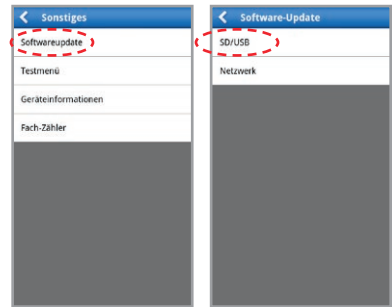 Sonstiges
Softwareupdate
Testmenü
Geräteinformationen
Fach-Zähler
Software-Update
SD/USB
Netzwerk